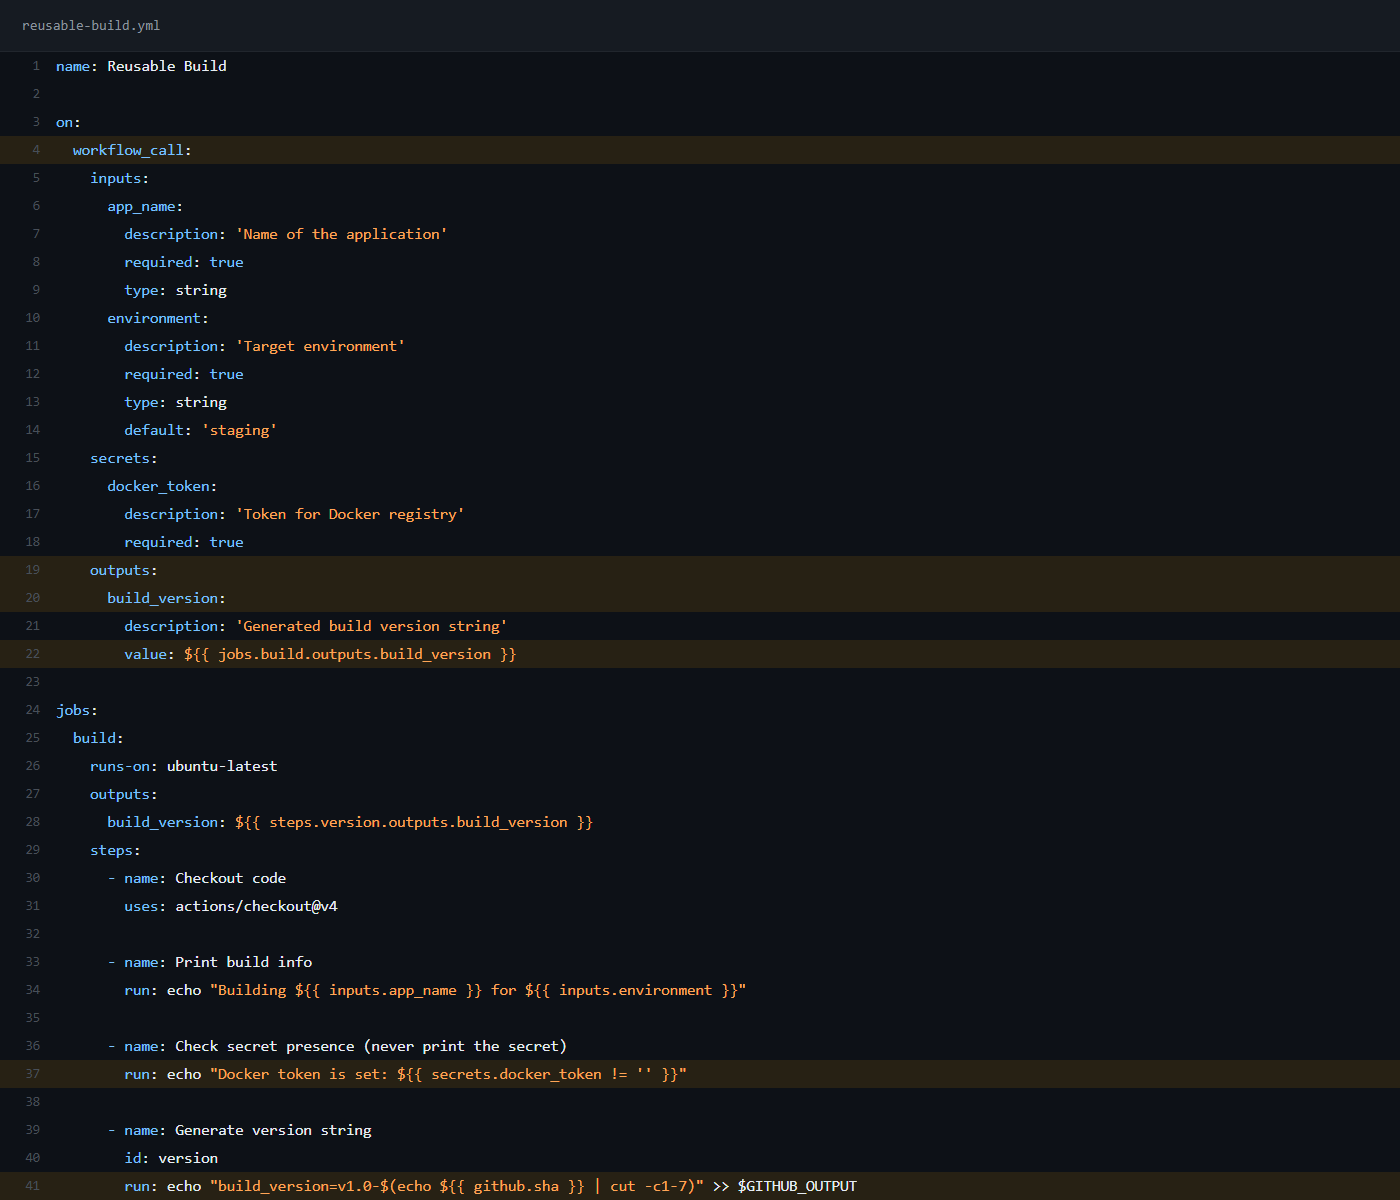 reusable-build.yml
1 name: Reusable Build
2
3 on:
4   workflow_call:
5     inputs:
6       app_name:
7         description: 'Name of the application'
8         required: true
9         type: string
10       environment:
11         description: 'Target environment'
12         required: true
13         type: string
14         default: 'staging'
15     secrets:
16       docker_token:
17         description: 'Token for Docker registry'
18         required: true
19     outputs:
20       build_version:
21         description: 'Generated build version string'
22         value: ${{ jobs.build.outputs.build_version }}
23
24 jobs:
25   build:
26     runs-on: ubuntu-latest
27     outputs:
28       build_version: ${{ steps.version.outputs.build_version }}
29     steps:
30       - name: Checkout code
31         uses: actions/checkout@v4
32
33       - name: Print build info
34         run: echo "Building ${{ inputs.app_name }} for ${{ inputs.environment }}"
35
36       - name: Check secret presence (never print the secret)
37         run: echo "Docker token is set: ${{ secrets.docker_token != '' }}"
38
39       - name: Generate version string
40         id: version
41         run: echo "build_version=v1.0-$(echo ${{ github.sha }} | cut -c1-7)" >> $GITHUB_OUTPUT